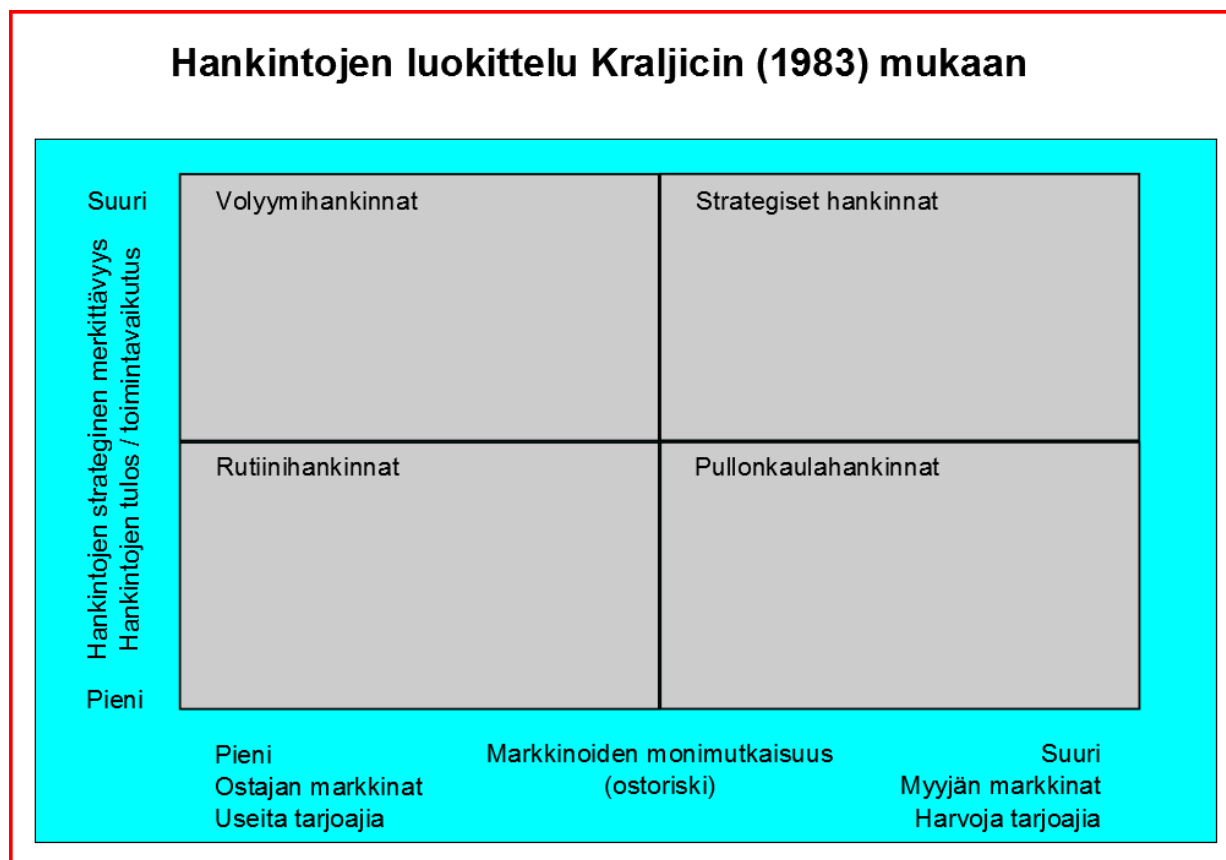 Hankintojen luokittelu Kraljicin (1983) mukaan
Suuri
Volyymihankinnat
Strategiset hankinnat
Hankintojen strateginen merkittävyys
Hankintojen tulos / toimintavaikutus
Rutiinihankinnat
Pullonkaulahankinnat
Pieni
Pieni
Ostajan markkinat
Useita tarjoajia
Markkinoiden monimutkaisuus
(ostoriski)
Suuri
Myyjän markkinat
Harvoja tarjoajia